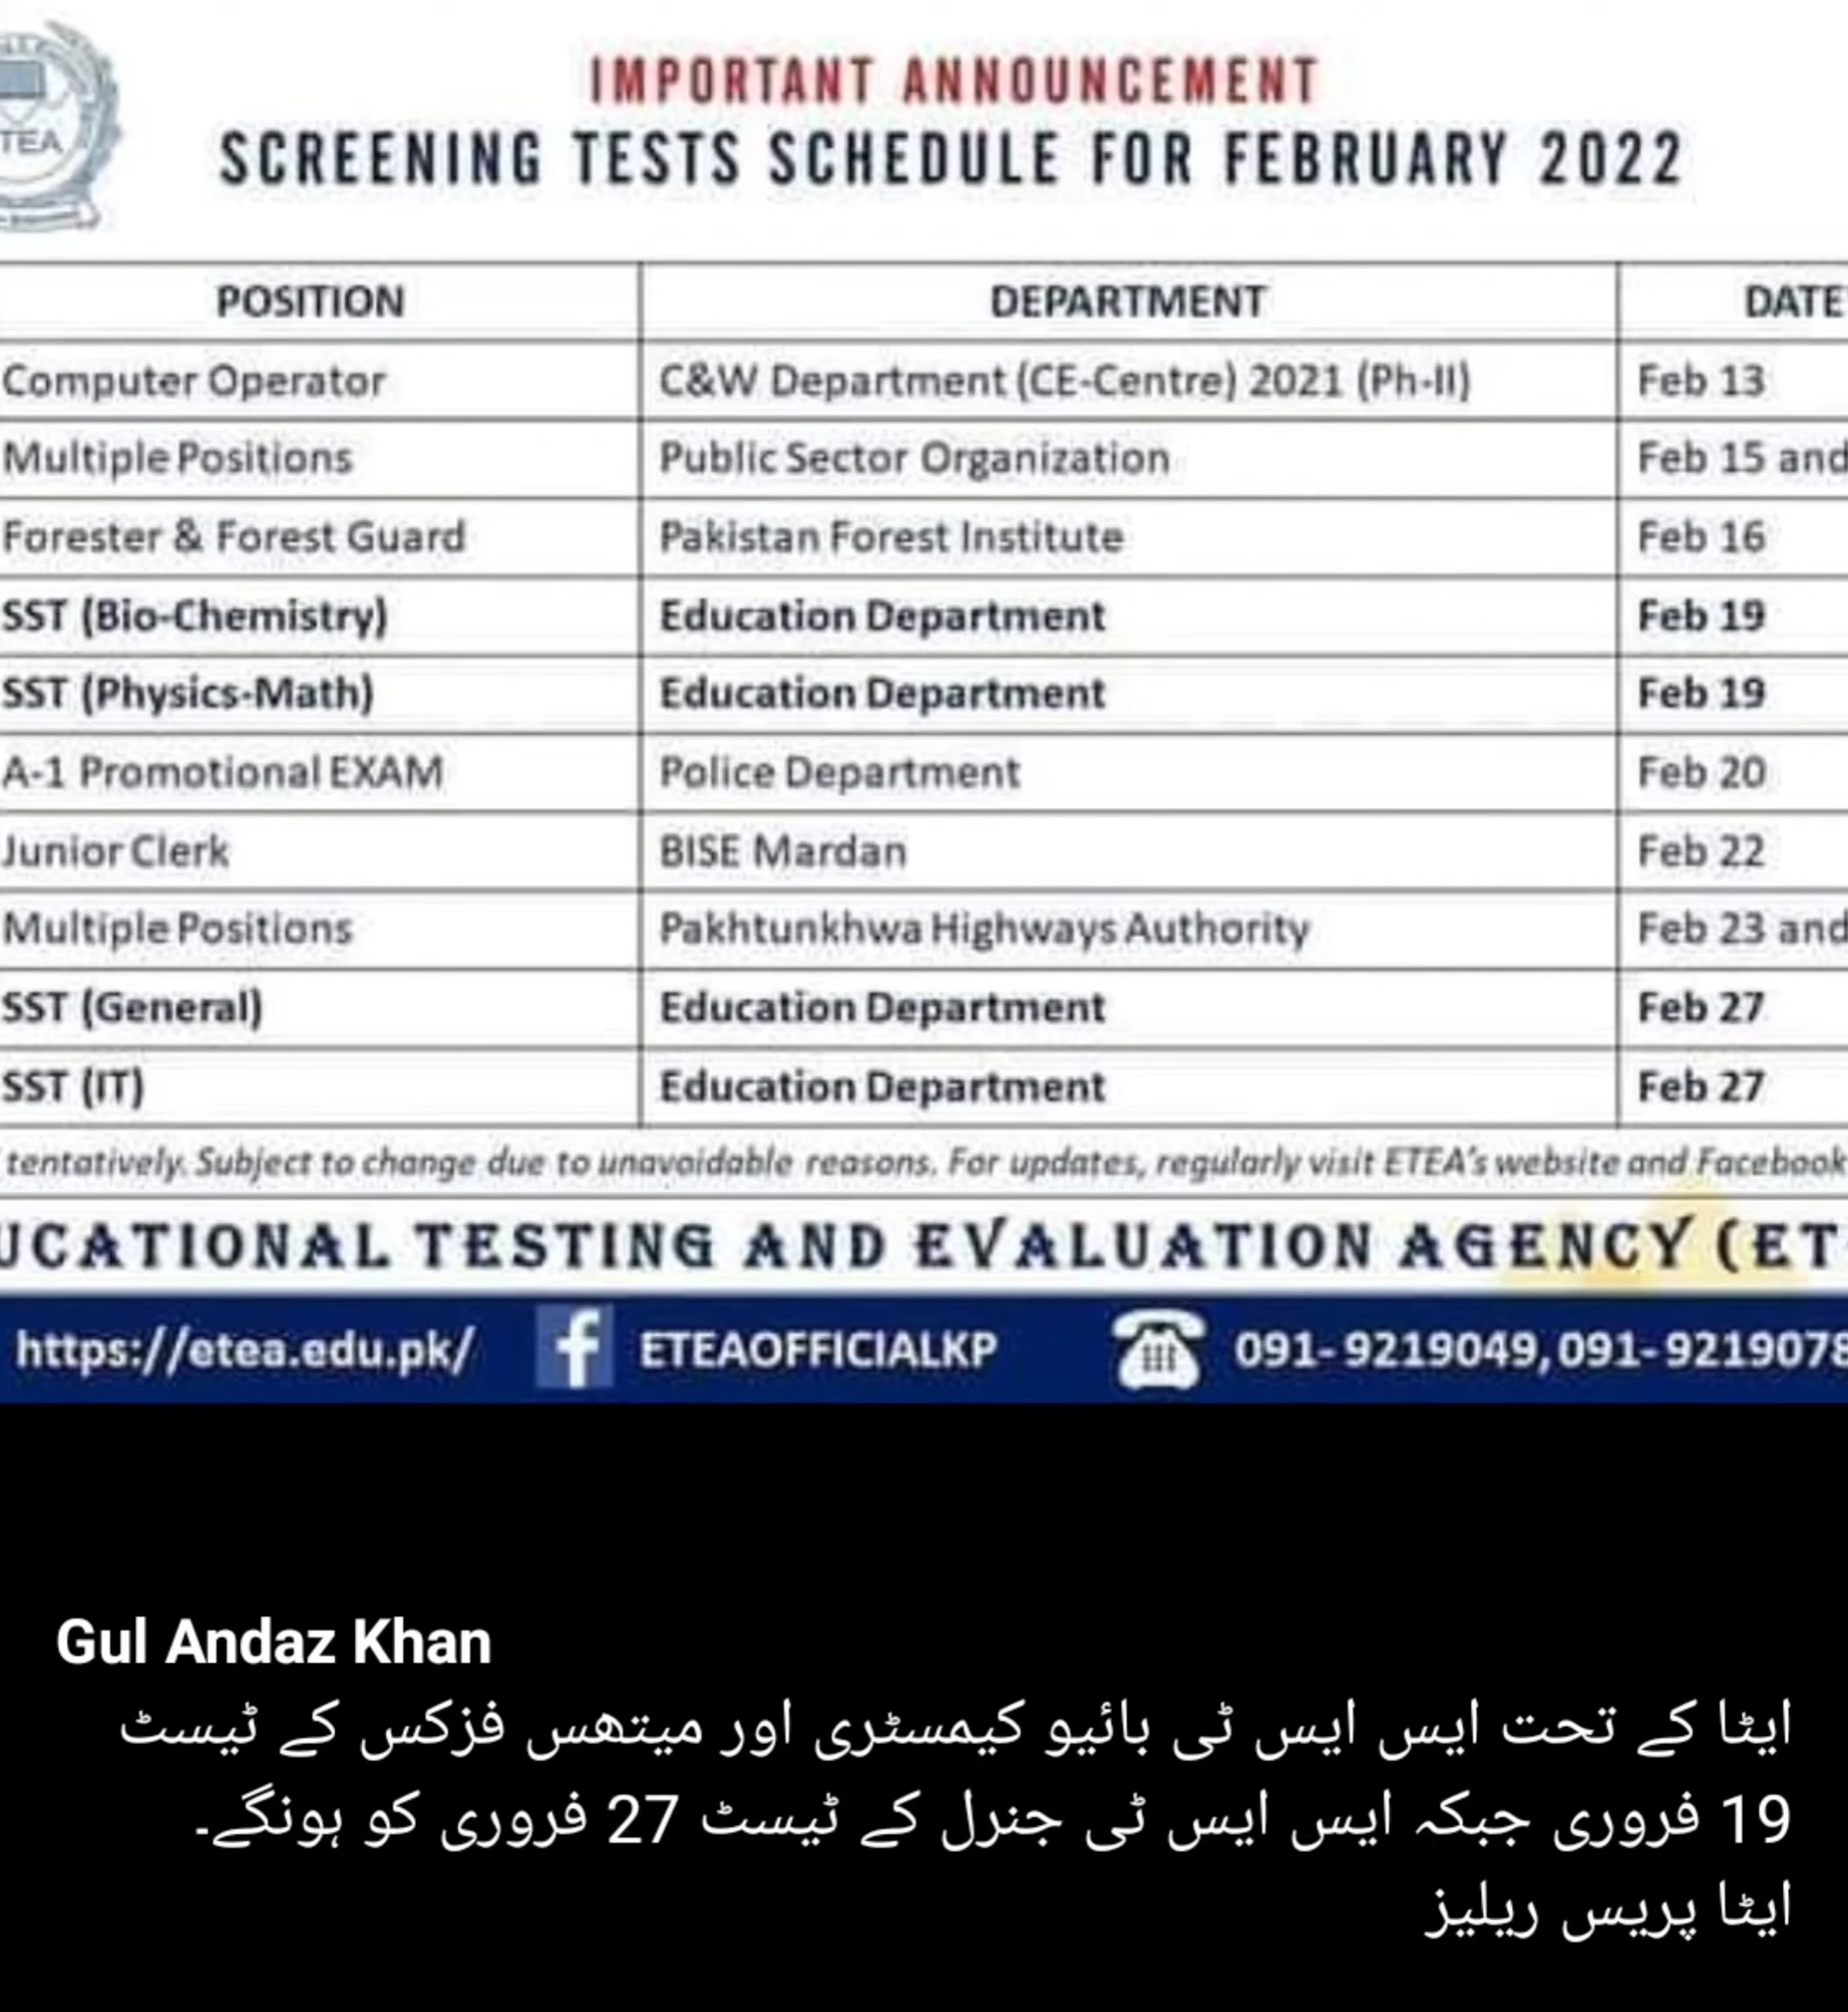 TEA
IMPORTANT ANNOUNCEMENT
SCREENING TESTS SCHEDULE FOR FEBRUARY 2022
POSITION DEPARTMENT DATE
Computer Operator C&W Department (CE-Centre) 2021 (Ph-II) Feb 13
Multiple Positions Public Sector Organization Feb 15 and
Forester & Forest Guard Pakistan Forest Institute Feb 16
SST (Bio-Chemistry) Education Department Feb 19
SST (Physics-Math) Education Department Feb 19
A-1 Promotional EXAM Police Department Feb 20
Junior Clerk BISE Mardan Feb 22
Multiple Positions Pakhtunkhwa Highways Authority Feb 23 and
SST (General) Education Department Feb 27
SST (IT) Education Department Feb 27
tentatively. Subject to change due to unavoidable reasons. For updates, regularly visit ETEA's website and Facebook
UCATIONAL TESTING AND EVALUATION AGENCY (ET
https://etea.edu.pk/ ETEAOFFICIALKP 091-9219049,091-9219078
Gul Andaz Khan
ایٹا کے تحت ایس ایس ٹی بائیو کیمسٹری اور میتھس فزکس کے ٹیسٹ
19 فروری جبکہ ایس ایس ٹی جنرل کے ٹیسٹ 27 فروری کو ہونگے۔
ایٹا پریس ریلیز